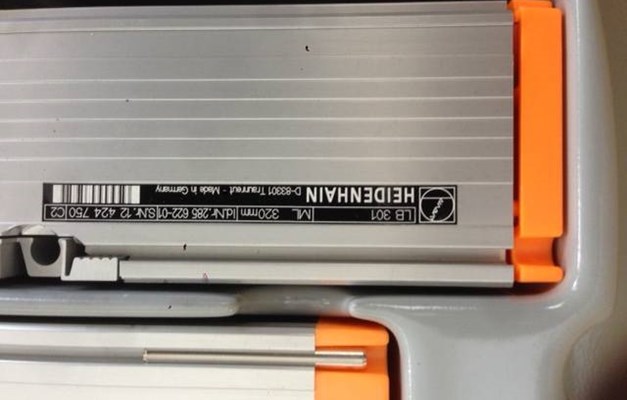 LB 301 ML 320mm Id.Nr. 285 622-01 S.Nr. 12 424 750 C2
HEIDENHAIN D-83301 Traunreut - Made in Germany